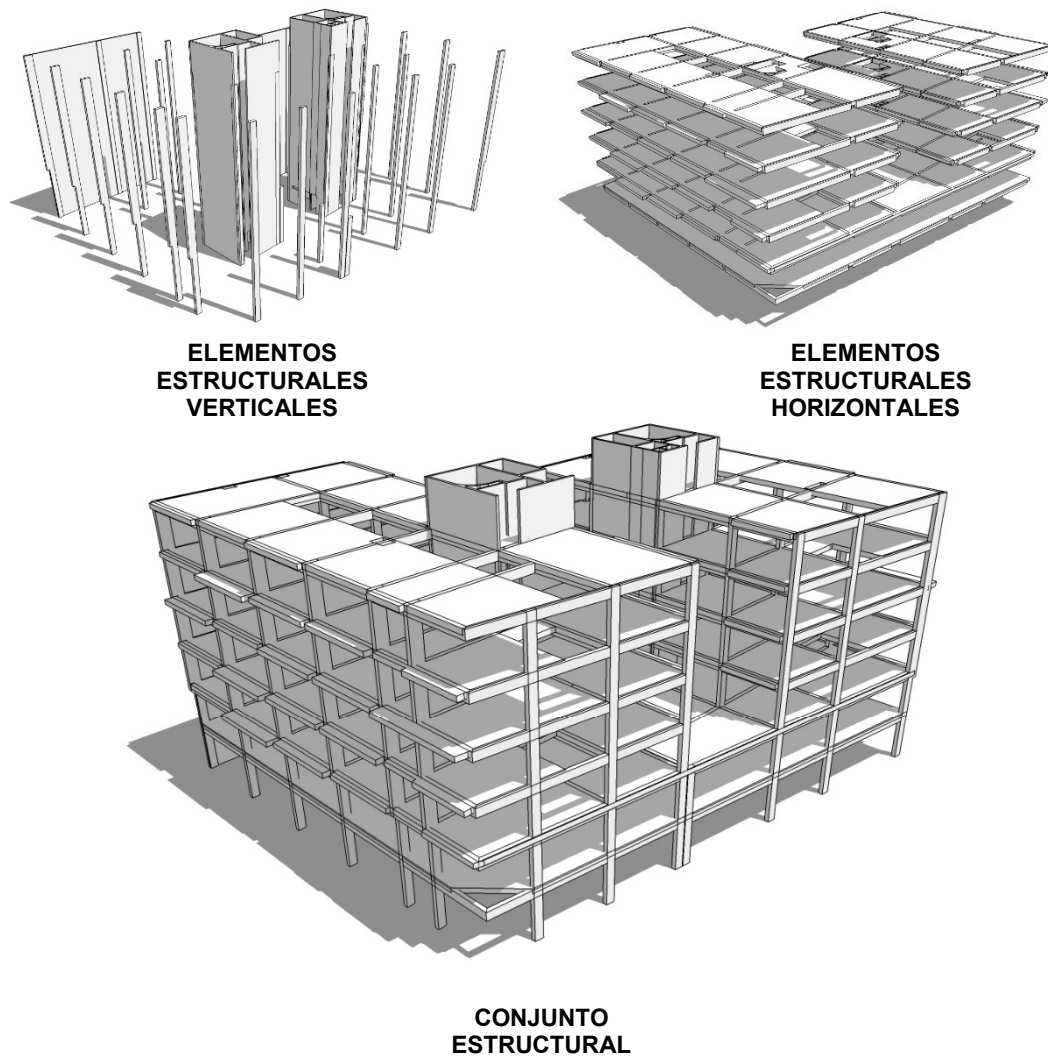 ELEMENTOS
ESTRUCTURALES
VERTICALES
ELEMENTOS
ESTRUCTURALES
HORIZONTALES
CONJUNTO
ESTRUCTURAL